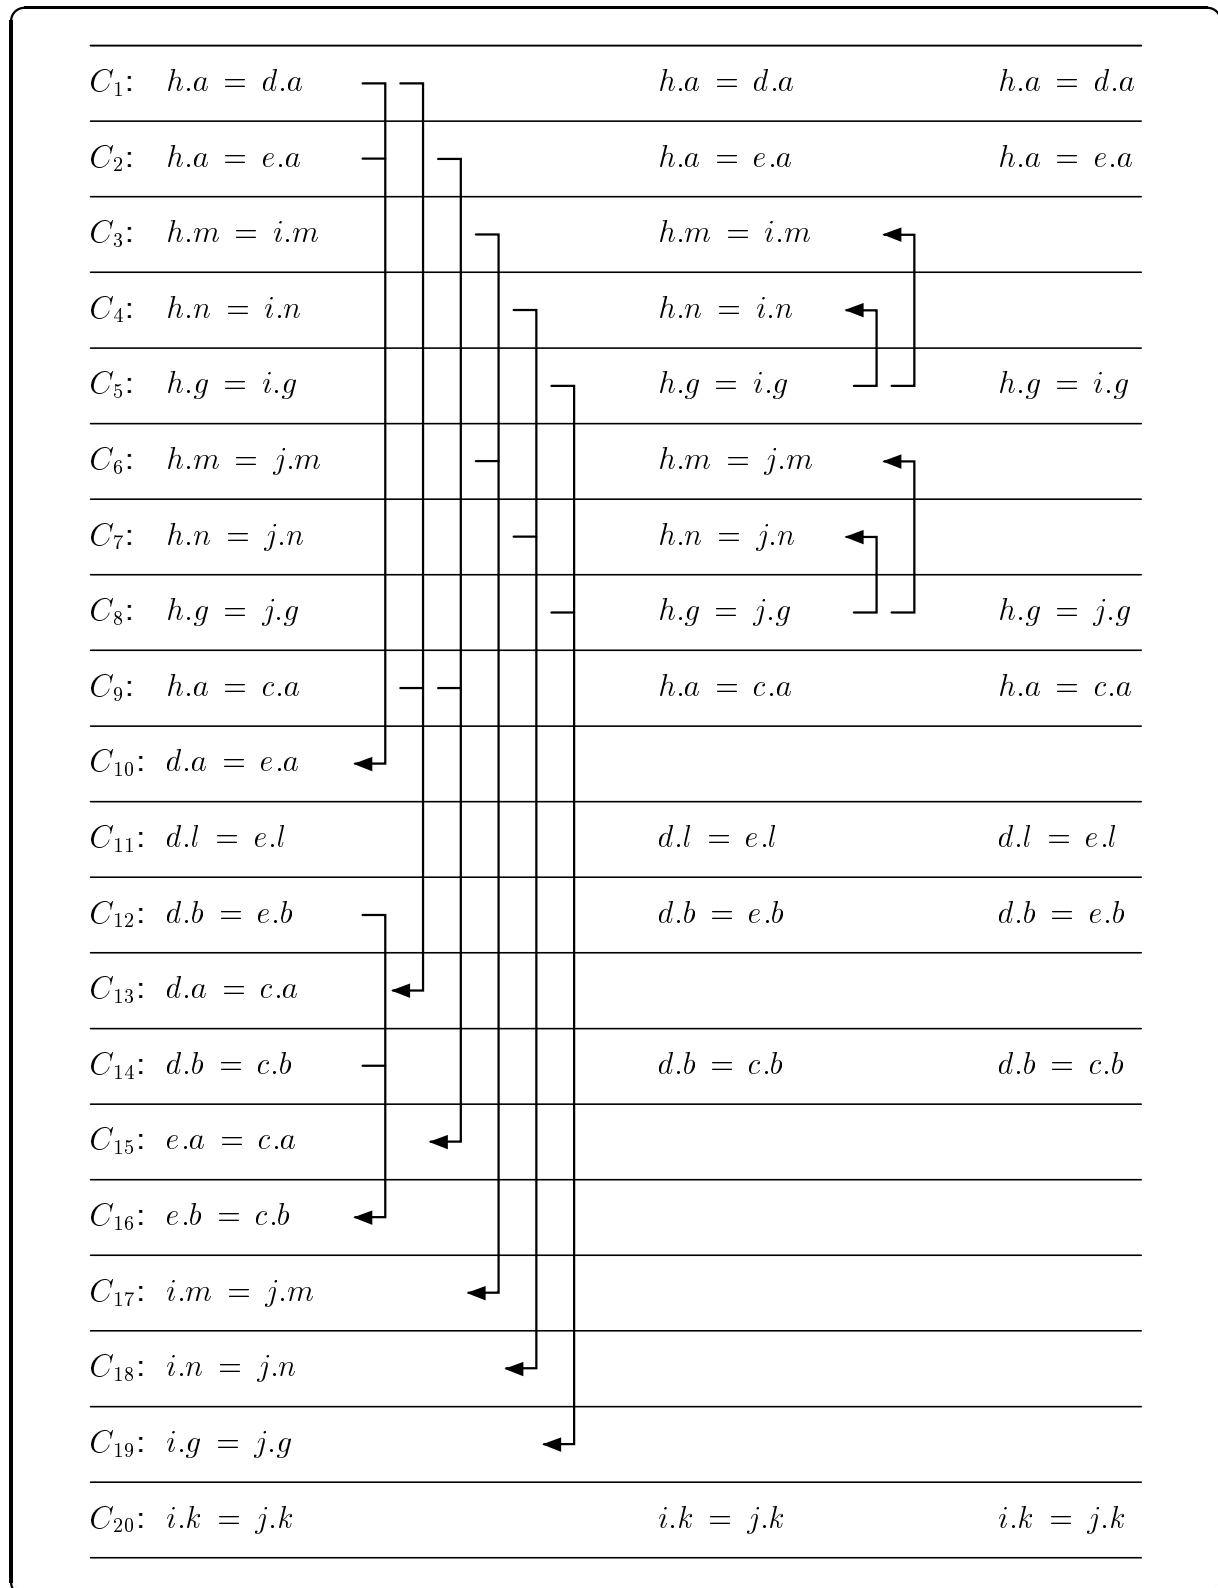 C₁: h.a = d.a h.a = d.a h.a = d.a
C₂: h.a = e.a h.a = e.a h.a = e.a
C₃: h.m = i.m h.m = i.m
C₄: h.n = i.n h.n = i.n
C₅: h.g = i.g h.g = i.g h.g = i.g
C₆: h.m = j.m h.m = j.m
C₇: h.n = j.n h.n = j.n
C₈: h.g = j.g h.g = j.g h.g = j.g
C₉: h.a = c.a h.a = c.a h.a = c.a
C₁₀: d.a = e.a
C₁₁: d.l = e.l d.l = e.l d.l = e.l
C₁₂: d.b = e.b d.b = e.b d.b = e.b
C₁₃: d.a = c.a
C₁₄: d.b = c.b d.b = c.b d.b = c.b
C₁₅: e.a = c.a
C₁₆: e.b = c.b
C₁₇: i.m = j.m
C₁₈: i.n = j.n
C₁₉: i.g = j.g
C₂₀: i.k = j.k i.k = j.k i.k = j.k